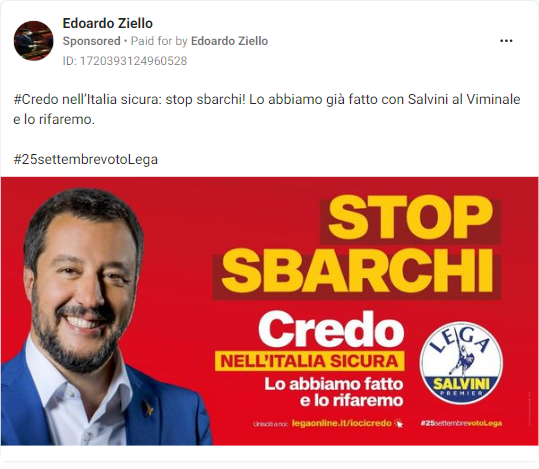 Edoardo Ziello
Sponsored • Paid for by Edoardo Ziello
ID: 1720393124960528
#Credo nell'Italia sicura: stop sbarchi! Lo abbiamo già fatto con Salvini al Viminale
e lo rifaremo.
#25settembrevotoLega
STOP
SBARCHI
Credo
NELL'ITALIA SICURA
Lo abbiamo fatto
e lo rifaremo
Unisciti a noi: legaonline.it/iocicredo
LEGA
SALVINI
PREMIER
#25settembrevotoLega